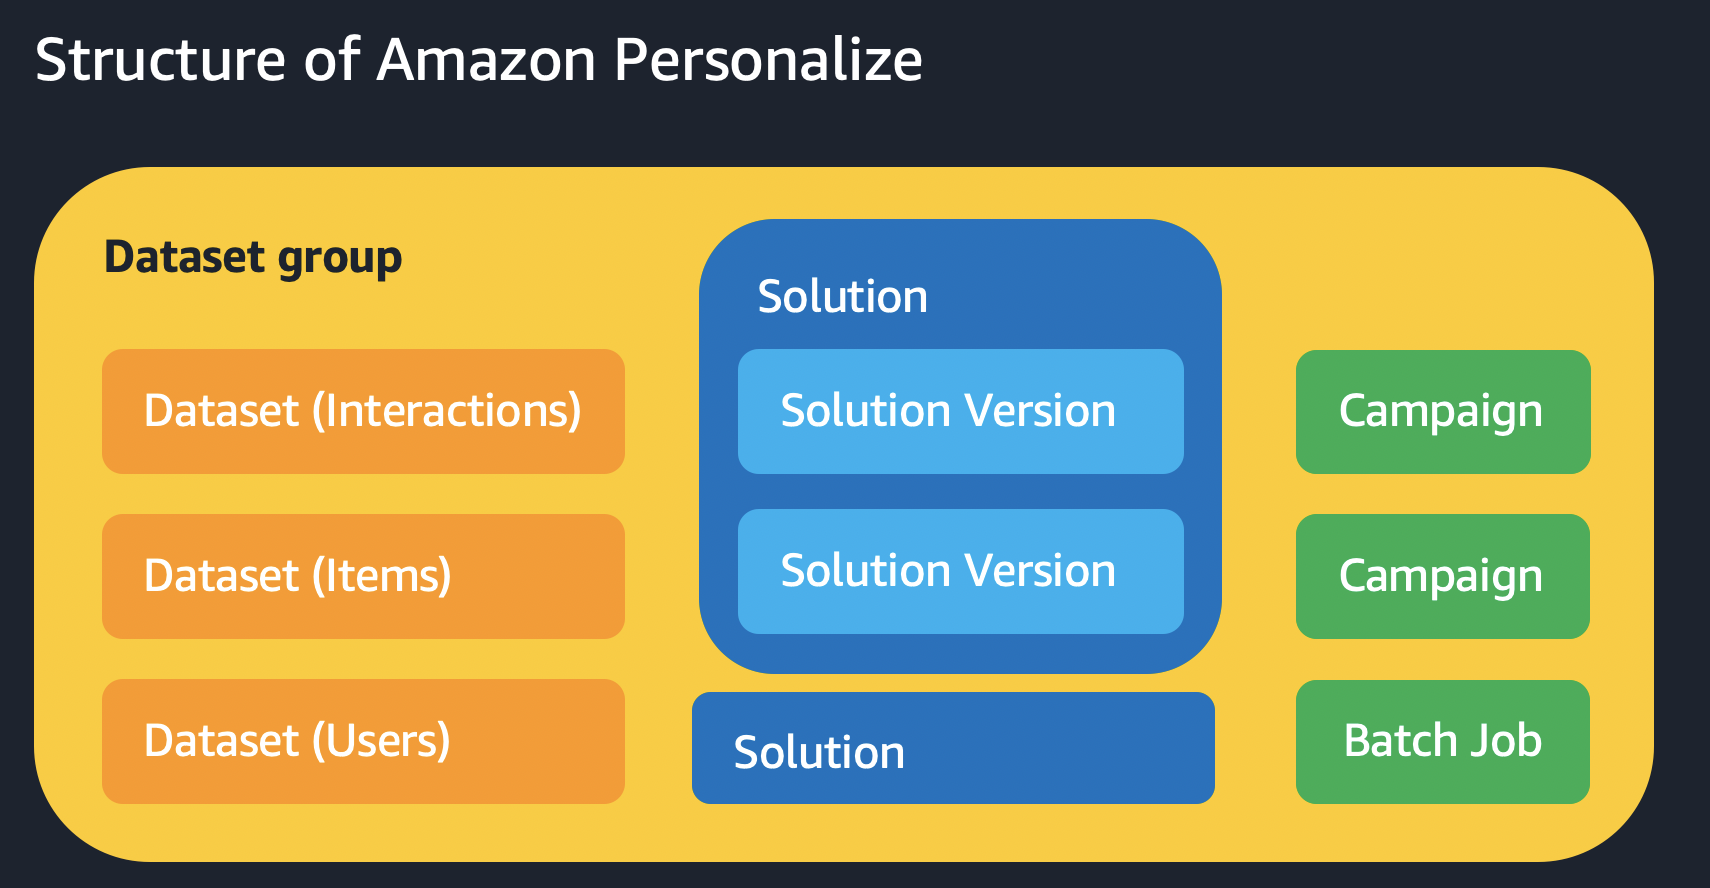 Structure of Amazon Personalize
Dataset group
Dataset (Interactions)
Dataset (Items)
Dataset (Users)
Solution
Solution Version
Solution Version
Solution
Campaign
Campaign
Batch Job